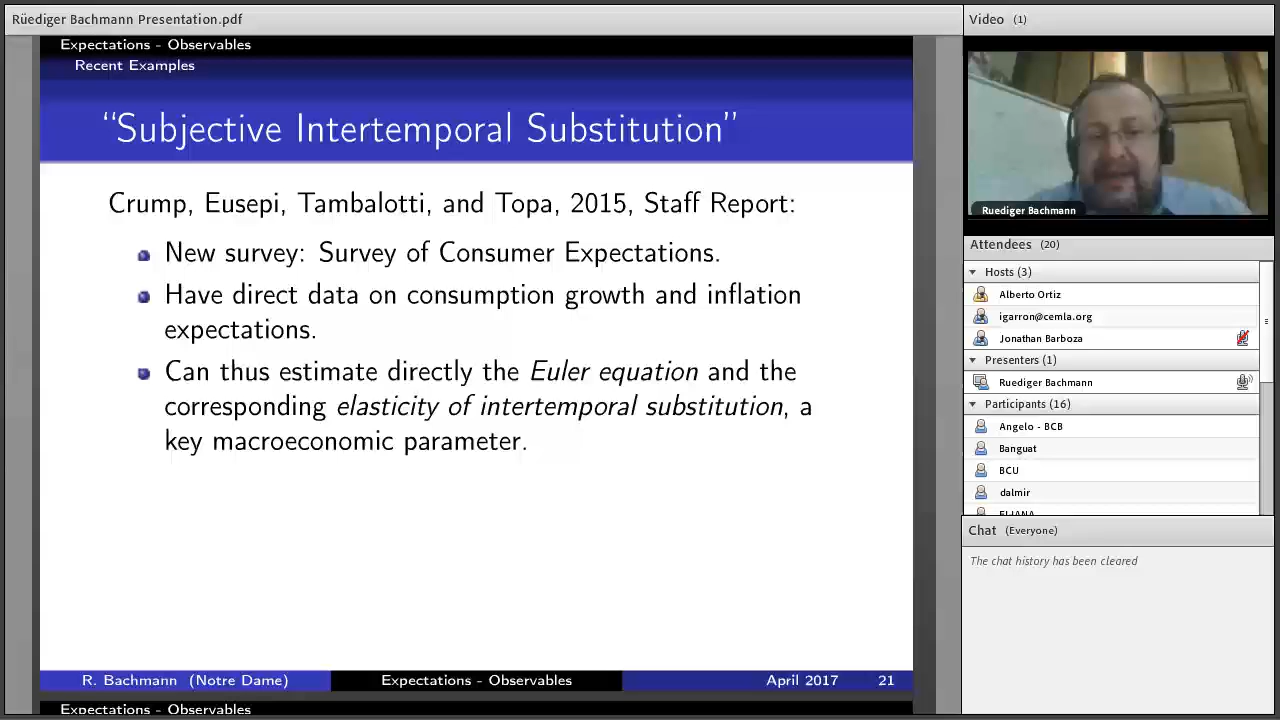 Rüediger Bachmann Presentation.pdf
Expectations - Observables
Recent Examples
“Subjective Intertemporal Substitution”
Crump, Eusepi, Tambalotti, and Topa, 2015, Staff Report:
New survey: Survey of Consumer Expectations.
Have direct data on consumption growth and inflation
expectations.
Can thus estimate directly the Euler equation and the
corresponding elasticity of intertemporal substitution, a
key macroeconomic parameter.
R. Bachmann (Notre Dame)
Expectations - Observables
April 2017
21
Expectations - Observables
Video (1)
Ruediger Bachmann
Attendees (20)
Hosts (3)
Alberto Ortiz
igarron@cemla.org
Jonathan Barboza
Presenters (1)
Ruediger Bachmann
Participants (16)
Angelo - BCB
Banguat
BCU
dalmir
Chat (Everyone)
The chat history has been cleared